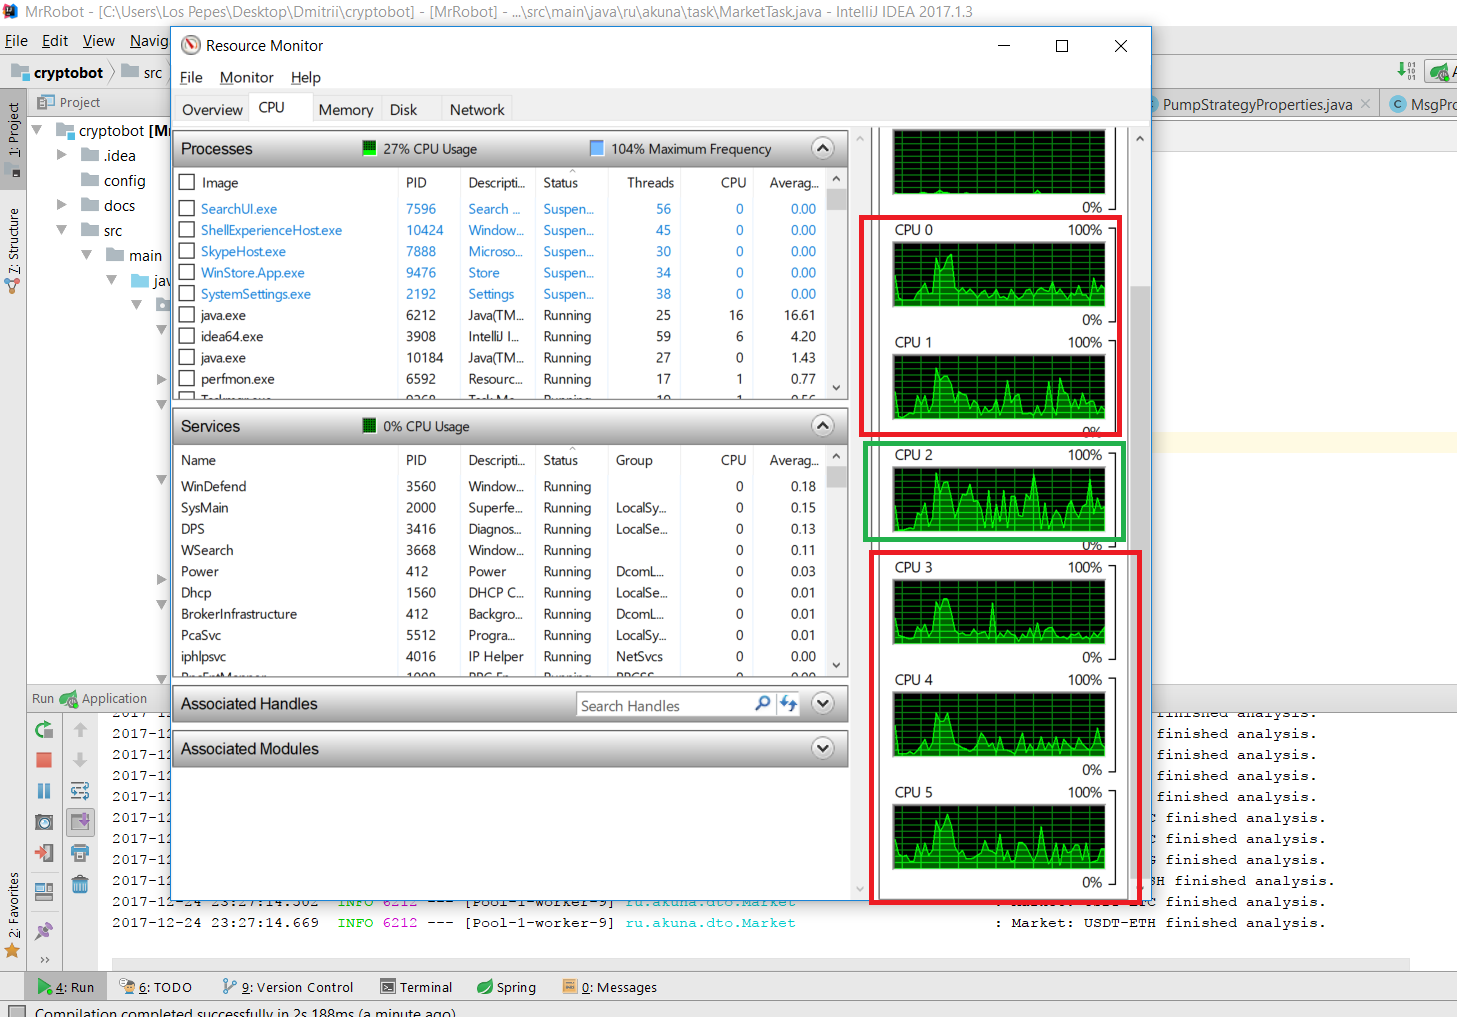 MrRobot - [C:\Users\Los Pepes\Desktop\Dmitrii\cryptobot] - [MrRobot] - ...\src\main\java\ru\akuna\task\MarketTask.java - IntelliJ IDEA 2017.1.3
File Edit View Navig
cryptobot src
Resource Monitor
File Monitor Help
Overview CPU Memory Disk Network
PumpStrategyProperties.java MsgPro
1: Project
7: Structure
2: Favorites
Project
cryptobot [Mr
.idea
config
docs
src
main
jav
Processes 27% CPU Usage 104% Maximum Frequency
Image PID Descripti... Status Threads CPU Averag...
SearchUI.exe 7596 Search ... Suspen... 56 0 0.00
ShellExperienceHost.exe 10424 Window... Suspen... 45 0 0.00
SkypeHost.exe 7888 Microso... Suspen... 30 0 0.00
WinStore.App.exe 9476 Store Suspen... 34 0 0.00
SystemSettings.exe 2192 Settings Suspen... 38 0 0.00
java.exe 6212 Java(TM... Running 25 16 16.61
idea64.exe 3908 IntelliJ I... Running 59 6 4.20
java.exe 10184 Java(TM... Running 27 0 1.43
perfmon.exe 6592 Resourc... Running 17 1 0.77
Services 0% CPU Usage
Name PID Descripti... Status Group CPU Averag...
WinDefend 3560 Window... Running 0 0.18
SysMain 2000 Superfe... Running LocalSy... 0 0.15
DPS 3416 Diagnos... Running LocalSe... 0 0.13
WSearch 3668 Window... Running 0 0.11
Power 412 Power Running DcomL... 0 0.03
Dhcp 1560 DHCP C... Running LocalSe... 0 0.01
BrokerInfrastructure 412 Backgro... Running DcomL... 0 0.01
PcaSvc 5512 Progra... Running LocalSy... 0 0.01
iphlpsvc 4016 IP Helper Running NetSvcs 0 0.00
Associated Handles Search Handles
Associated Modules
0%
CPU 0 100%
0%
CPU 1 100%
0%
CPU 2 100%
0%
CPU 3 100%
0%
CPU 4 100%
0%
CPU 5 100%
0%
Run Application
2017-12 finished analysis.
2017-12 finished analysis.
2017-12 finished analysis.
2017-12 finished analysis.
2017-12 finished analysis.
2017-12 C finished analysis.
2017-12 C finished analysis.
2017-12 G finished analysis.
2017-12 SH finished analysis.
2017-12-24 23:27:14.502 INFO 6212 --- [Pool-1-worker-9] ru.akuna.dto.Market : Market: finished analysis.
2017-12-24 23:27:14.669 INFO 6212 --- [Pool-1-worker-9] ru.akuna.dto.Market : Market: USDT-ETH finished analysis.
4: Run 6: TODO 9: Version Control Terminal Spring 0: Messages
Compilation completed successfully in 2s 188ms (a minute ago)